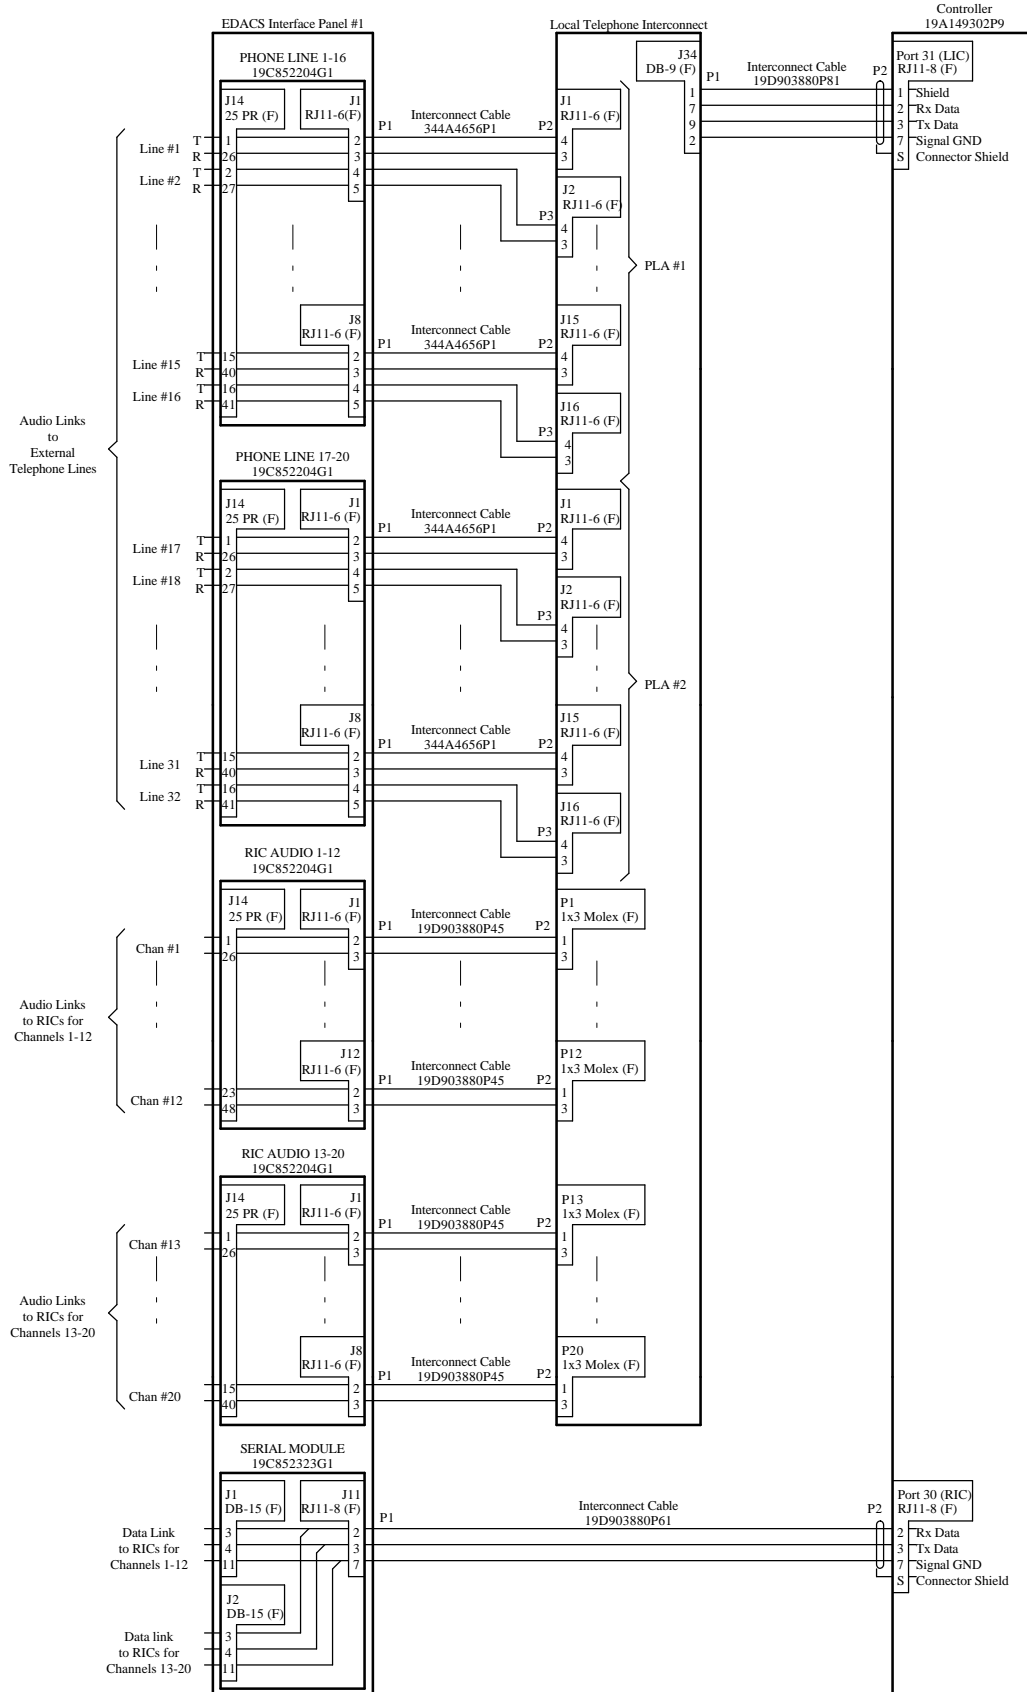 Controller
19A149302P9
EDACS Interface Panel #1
Local Telephone Interconnect
PHONE LINE 1-16
19C852204G1
J14
25 PR (F)
J1
RJ11-6(F)
P1
Interconnect Cable
344A4656P1
P2
J1
RJ11-6 (F)
J34
DB-9 (F)
P1
Interconnect Cable
19D903880P81
P2
Port 31 (LIC)
RJ11-8 (F)
1
7
9
2
1 Shield
2 Rx Data
3 Tx Data
7 Signal GND
S Connector Shield
Line #1
T
R
1
26
2
3
4
3
Line #2
T
R
2
27
4
5
P3
J2
RJ11-6 (F)
4
3
PLA #1
J8
RJ11-6 (F)
P1
Interconnect Cable
344A4656P1
P2
J15
RJ11-6 (F)
Line #15
T
R
15
40
2
3
4
3
Line #16
T
R
16
41
4
5
P3
J16
RJ11-6 (F)
4
3
Audio Links
to
External
Telephone Lines
PHONE LINE 17-20
19C852204G1
J14
25 PR (F)
J1
RJ11-6 (F)
P1
Interconnect Cable
344A4656P1
P2
J1
RJ11-6 (F)
Line #17
T
R
1
26
2
3
4
3
Line #18
T
R
2
27
4
5
P3
J2
RJ11-6 (F)
4
3
PLA #2
J8
RJ11-6 (F)
P1
Interconnect Cable
344A4656P1
P2
J15
RJ11-6 (F)
Line 31
T
R
15
40
2
3
4
3
Line 32
T
R
16
41
4
5
P3
J16
RJ11-6 (F)
4
3
RIC AUDIO 1-12
19C852204G1
J14
25 PR (F)
J1
RJ11-6 (F)
P1
Interconnect Cable
19D903880P45
P2
P1
1x3 Molex (F)
Chan #1
1
26
2
3
1
3
Audio Links
to RICs for
Channels 1-12
J12
RJ11-6 (F)
P1
Interconnect Cable
19D903880P45
P2
P12
1x3 Molex (F)
Chan #12
23
48
2
3
1
3
RIC AUDIO 13-20
19C852204G1
J14
25 PR (F)
J1
RJ11-6 (F)
P1
Interconnect Cable
19D903880P45
P2
P13
1x3 Molex (F)
Chan #13
1
26
2
3
1
3
Audio Links
to RICs for
Channels 13-20
J8
RJ11-6 (F)
P1
Interconnect Cable
19D903880P45
P2
P20
1x3 Molex (F)
Chan #20
15
40
2
3
1
3
SERIAL MODULE
19C852323G1
J1
DB-15 (F)
J11
RJ11-8 (F)
P1
Interconnect Cable
19D903880P61
P2
Port 30 (RIC)
RJ11-8 (F)
Data Link
to RICs for
Channels 1-12
3
4
11
2
3
7
2 Rx Data
3 Tx Data
7 Signal GND
S Connector Shield
J2
DB-15 (F)
Data link
to RICs for
Channels 13-20
3
4
11